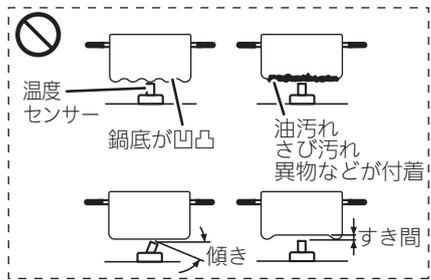 温度
センサー
鍋底が凹凸
油汚れ
さび汚れ
異物などが付着
傾き
すき間